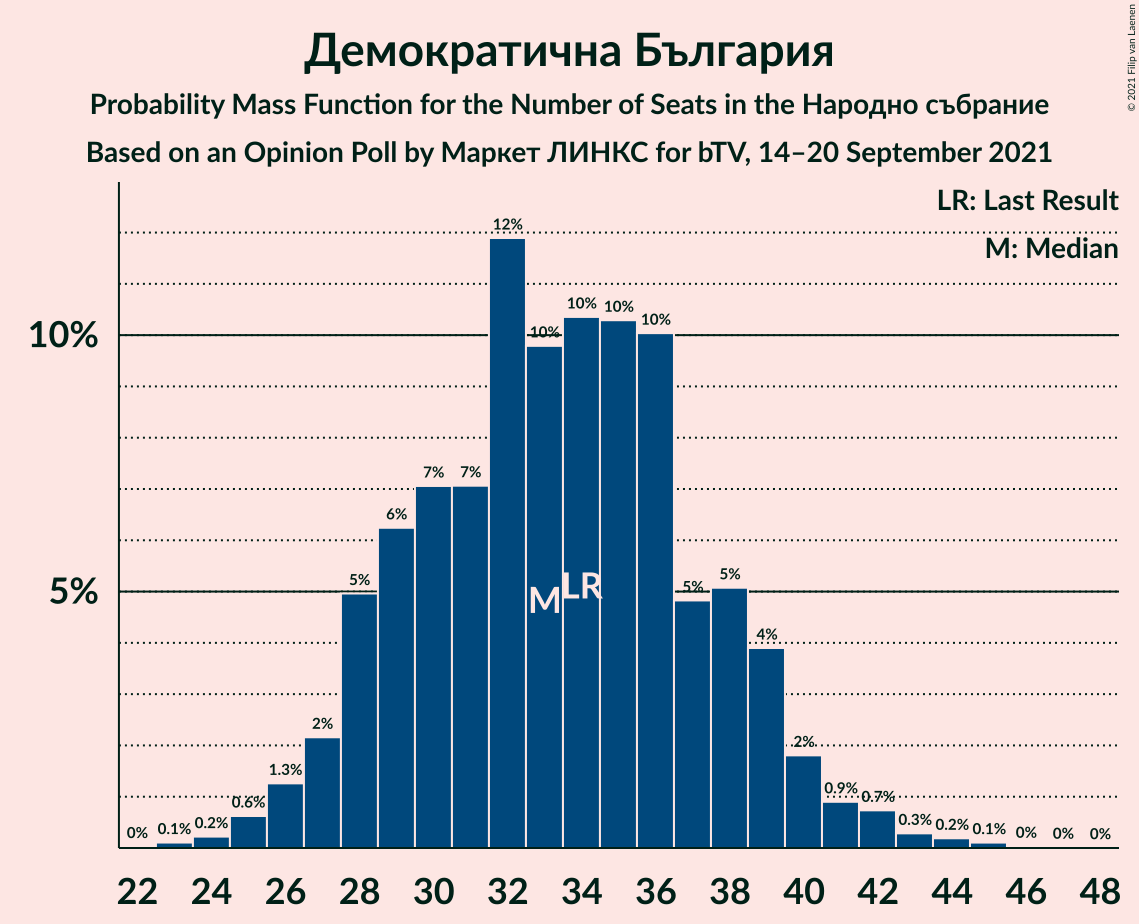 © 2021 Filip van Laenen
Демократична България
Probability Mass Function for the Number of Seats in the Народно събрание
Based on an Opinion Poll by Маркет ЛИНКС for bTV, 14–20 September 2021
LR: Last Result
M: Median
10%
5%
0% 0.1% 0.2% 0.6% 1.3% 2% 5% 6% 7% 7% 12% 10% 10% 10% 10% 5% 5% 4% 2% 0.9% 0.7% 0.3% 0.2% 0.1% 0% 0% 0%
M LR
22 24 26 28 30 32 34 36 38 40 42 44 46 48